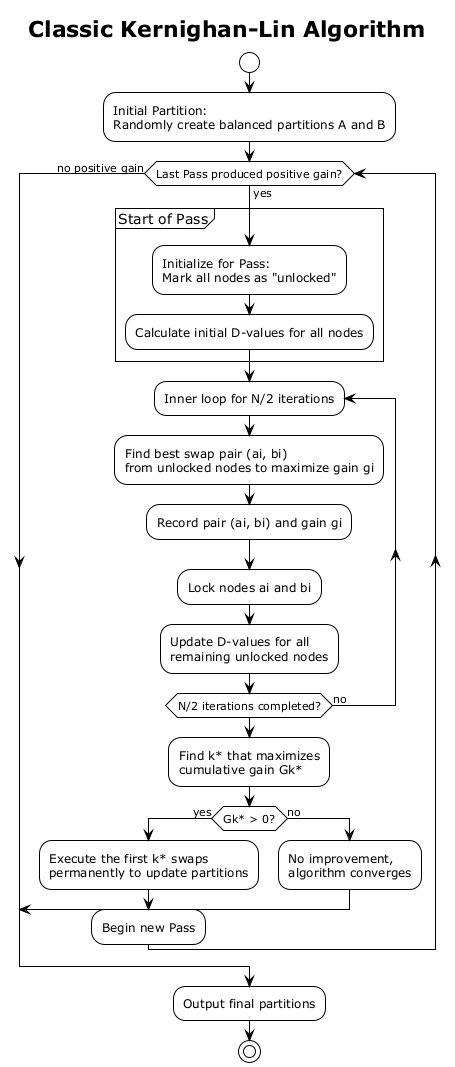 Classic Kernighan-Lin Algorithm
Initial Partition:
Randomly create balanced partitions A and B
no positive gain
Last Pass produced positive gain?
yes
Start of Pass
Initialize for Pass:
Mark all nodes as "unlocked"
Calculate initial D-values for all nodes
Inner loop for N/2 iterations
Find best swap pair (ai, bi)
from unlocked nodes to maximize gain gi
Record pair (ai, bi) and gain gi
Lock nodes ai and bi
Update D-values for all
remaining unlocked nodes
N/2 iterations completed?
no
Find k* that maximizes
cumulative gain Gk*
yes
Gk* > 0?
no
Execute the first k* swaps
permanently to update partitions
No improvement,
algorithm converges
Begin new Pass
Output final partitions